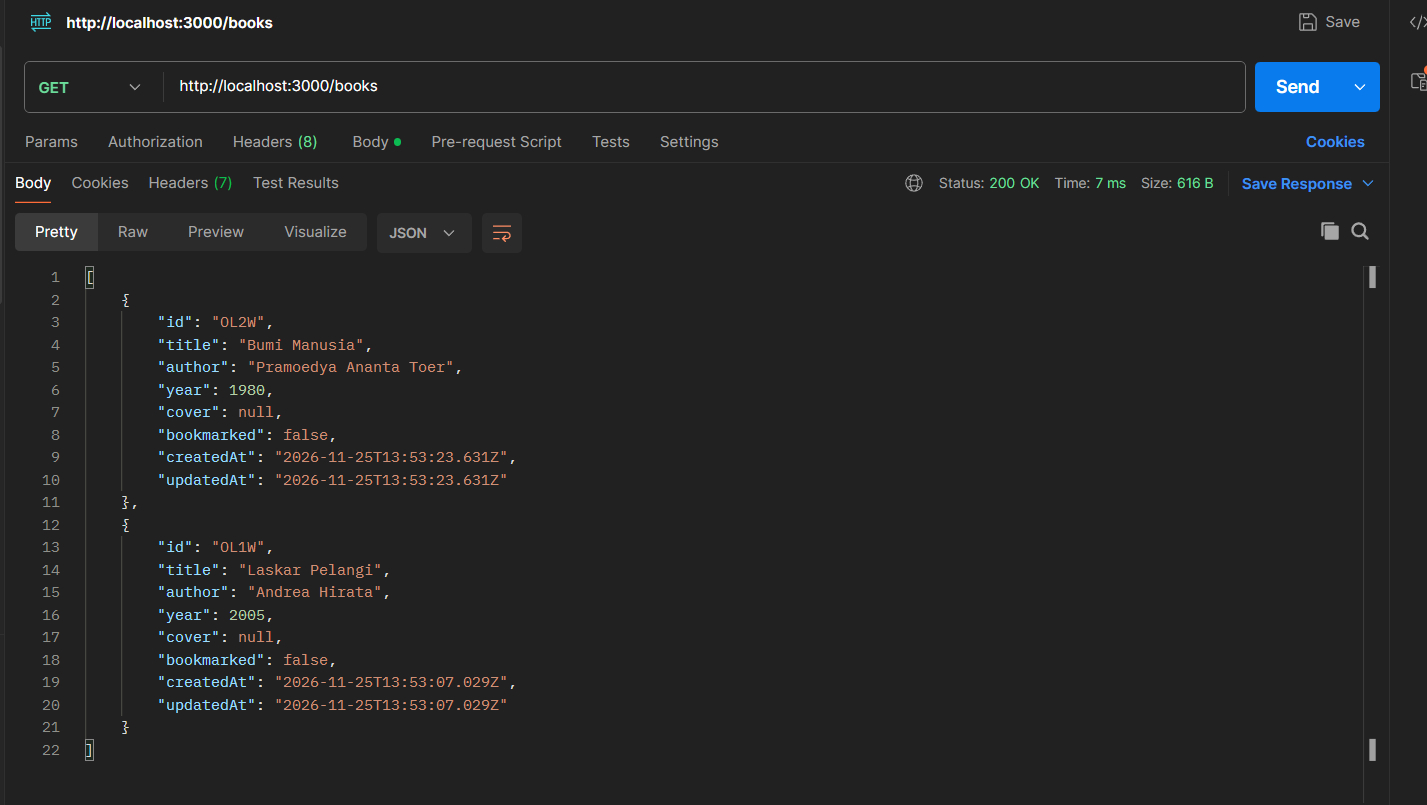 HTTP http://localhost:3000/books Save
GET http://localhost:3000/books Send
Params Authorization Headers (8) Body Pre-request Script Tests Settings Cookies
Body Cookies Headers (7) Test Results Status: 200 OK Time: 7 ms Size: 616 B Save Response
Pretty Raw Preview Visualize JSON
1 [
2 {
3 "id": "OL2W",
4 "title": "Bumi Manusia",
5 "author": "Pramoedya Ananta Toer",
6 "year": 1980,
7 "cover": null,
8 "bookmarked": false,
9 "createdAt": "2026-11-25T13:53:23.631Z",
10 "updatedAt": "2026-11-25T13:53:23.631Z"
11 },
12 {
13 "id": "OL1W",
14 "title": "Laskar Pelangi",
15 "author": "Andrea Hirata",
16 "year": 2005,
17 "cover": null,
18 "bookmarked": false,
19 "createdAt": "2026-11-25T13:53:07.029Z",
20 "updatedAt": "2026-11-25T13:53:07.029Z"
21 }
22 ]